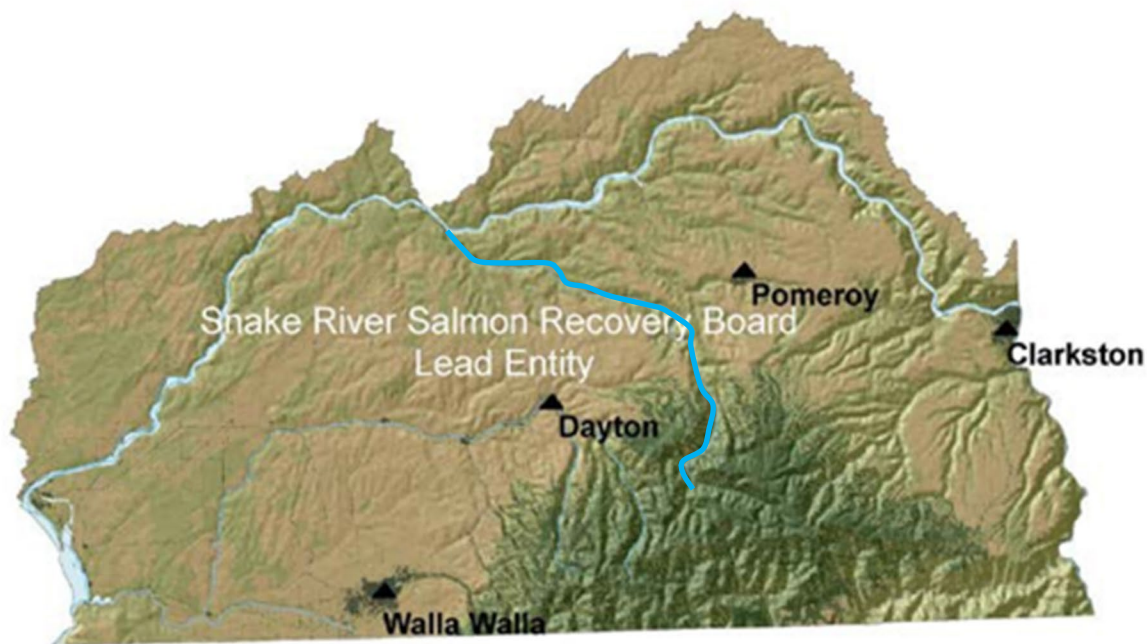 Pomeroy
Snake River Salmon Recovery Board
Lead Entity
Clarkston
Dayton
Walla Walla